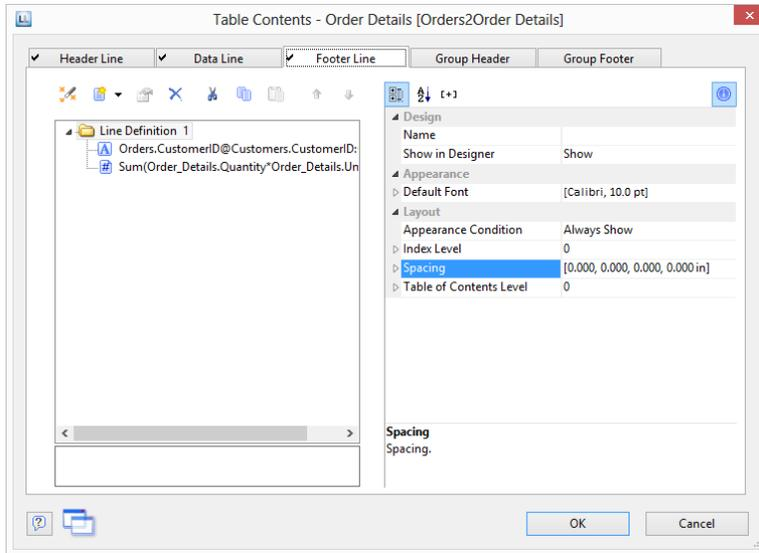 LL Table Contents - Order Details [Orders2Order Details] x
Header Line Data Line Footer Line Group Header Group Footer
Line Definition 1
A Orders.CustomerID@Customers.CustomerID:
# Sum(Order_Details.Quantity*Order_Details.Un
Design
Name
Show in Designer Show
Appearance
Default Font [Calibri, 10.0 pt]
Layout
Appearance Condition Always Show
Index Level 0
Spacing [0.000, 0.000, 0.000, 0.000 in]
Table of Contents Level 0
Spacing
Spacing.
OK Cancel